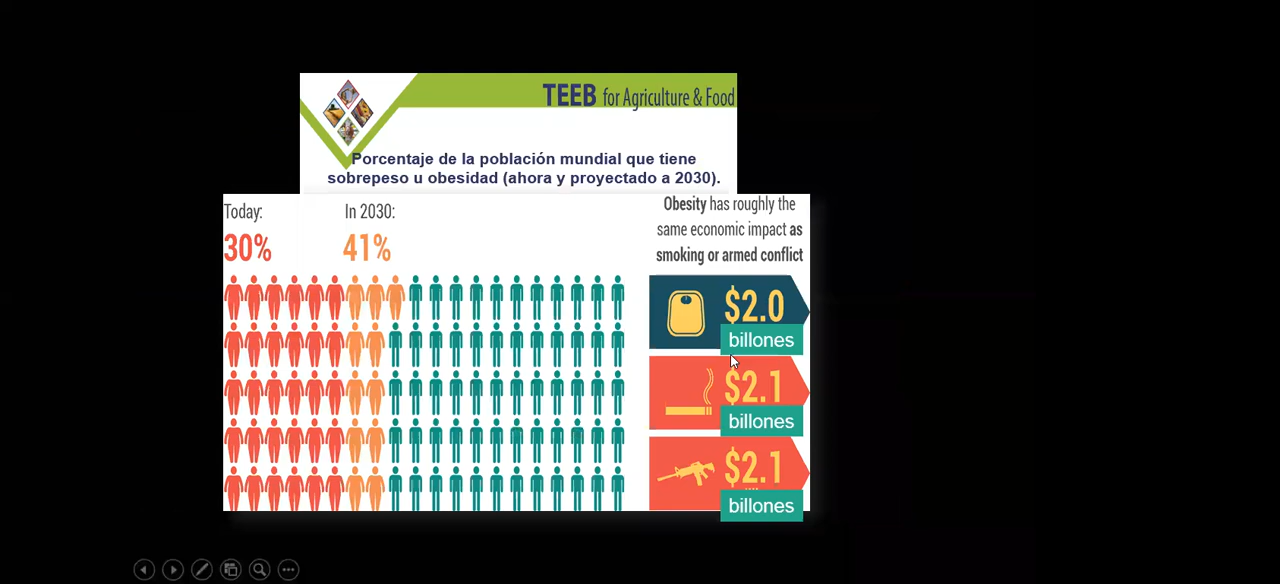 TEEB for Agriculture & Food
Porcentaje de la población mundial que tiene
sobrepeso u obesidad (ahora y proyectado a 2030).
Today:
30%
In 2030:
41%
Obesity has roughly the
same economic impact as
smoking or armed conflict
$2.0
billones
$2.1
billones
$2.1
billones